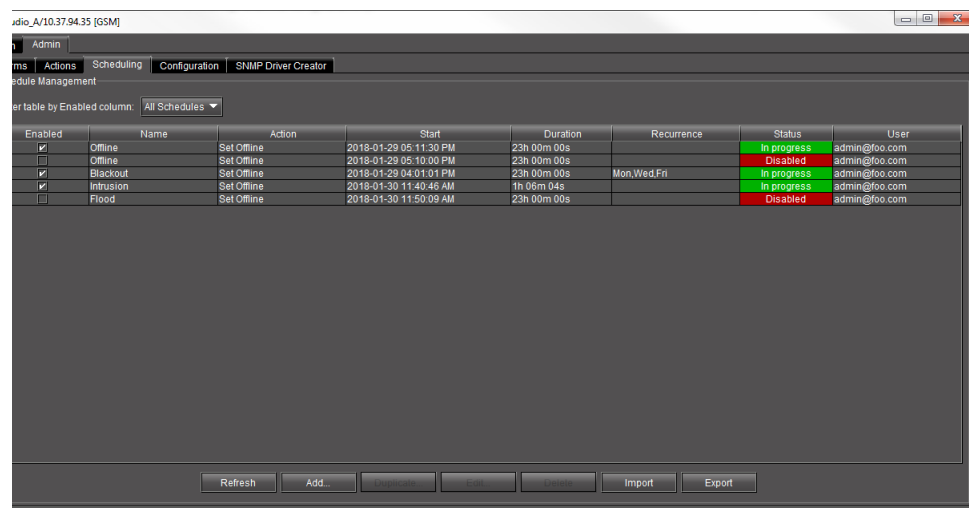 udio_A/10.37.94.35 [GSM]
Admin
rms Actions Scheduling Configuration SNMP Driver Creator
edule Management
er table by Enabled column: All Schedules
Enabled Name Action Start Duration Recurrence Status User
Offline Set Offline 2018-01-29 05:11:30 PM 23h 00m 00s In progress admin@foo.com
Offline Set Offline 2018-01-29 05:10:00 PM 23h 00m 00s Disabled admin@foo.com
Blackout Set Offline 2018-01-29 04:01:01 PM 23h 00m 00s Mon,Wed,Fri In progress admin@foo.com
Intrusion Set Offline 2018-01-30 11:40:46 AM 1h 06m 04s In progress admin@foo.com
Flood Set Offline 2018-01-30 11:50:09 AM 23h 00m 00s Disabled admin@foo.com
Refresh Add... Duplicate... Edit... Delete Import Export